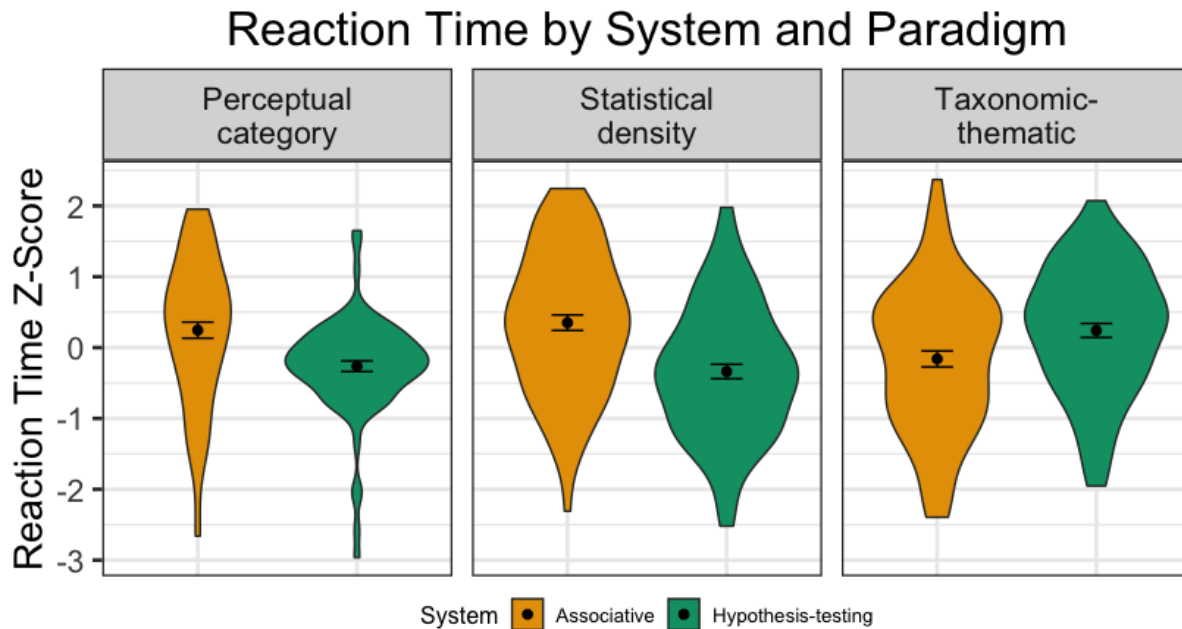 Reaction Time by System and Paradigm
Perceptual
category
Statistical
density
Taxonomic-
thematic
Reaction Time Z-Score
2
1
0
-1
-2
-3
System Associative Hypothesis-testing